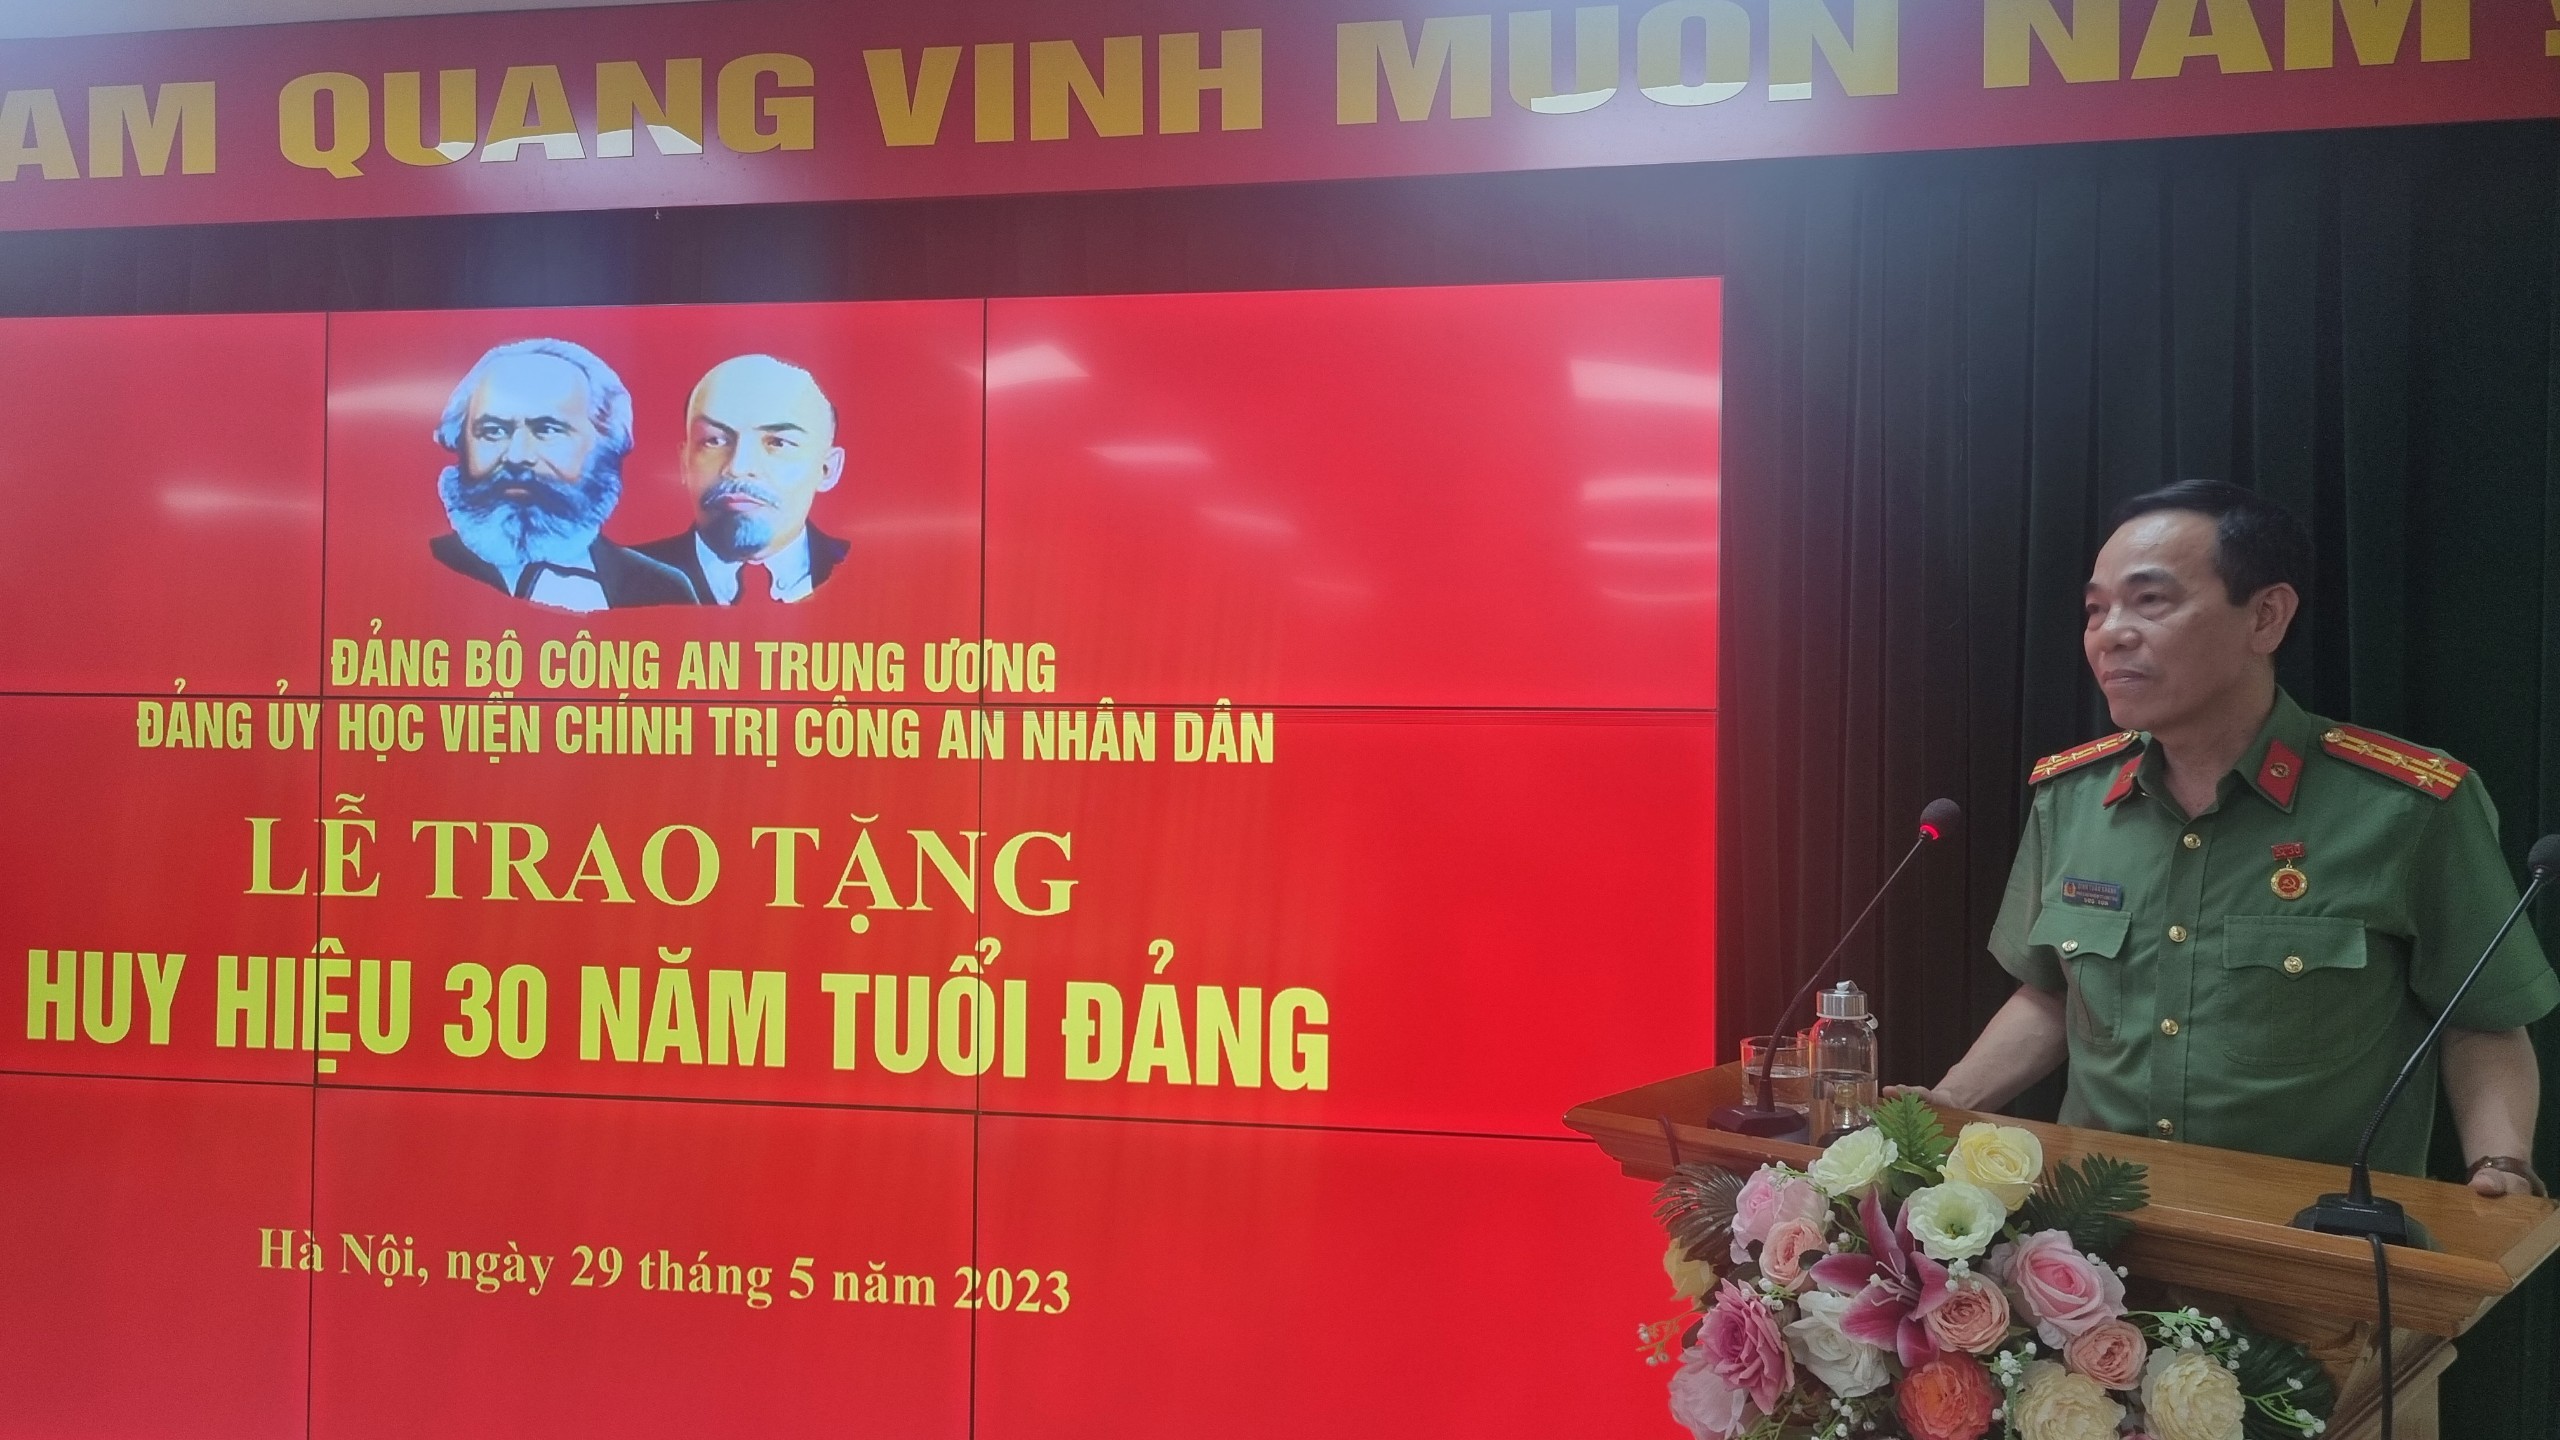 AM QUANG VINH MUÔN NĂM !
ĐẢNG BỘ CÔNG AN TRUNG ƯƠNG
ĐẢNG ỦY HỌC VIỆN CHÍNH TRỊ CÔNG AN NHÂN DÂN
LỄ TRAO TẶNG
HUY HIỆU 30 NĂM TUỔI ĐẢNG
Hà Nội, ngày 29 tháng 5 năm 2023